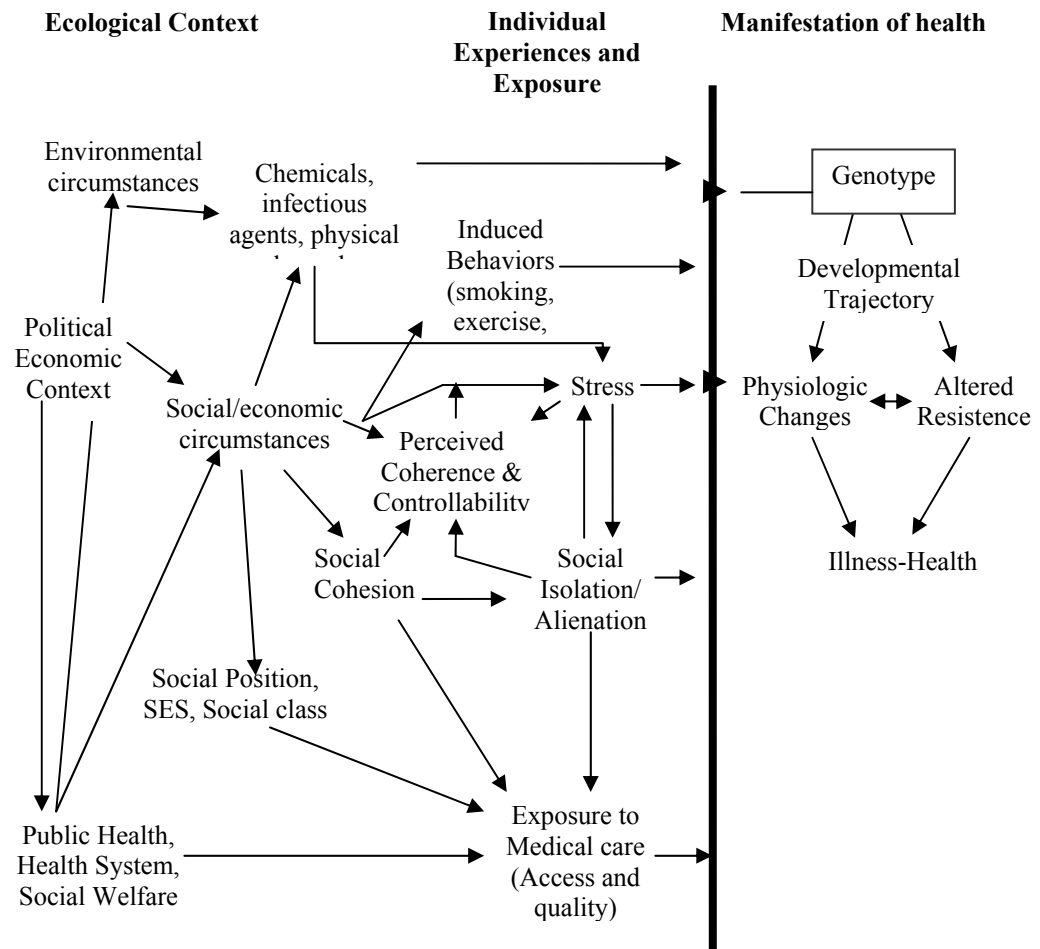 Ecological Context
Individual
Experiences and
Exposure
Manifestation of health
Environmental
circumstances
Chemicals,
infectious
agents, physical
Induced
Behaviors
(smoking,
exercise,
Genotype
Developmental
Trajectory
Political
Economic
Context
Social/economic
circumstances
Stress
Perceived
Coherence &
Controllability
Physiologic
Changes
Altered
Resistence
Social
Cohesion
Social
Isolation/
Alienation
Illness-Health
Social Position,
SES, Social class
Public Health,
Health System,
Social Welfare
Exposure to
Medical care
(Access and
quality)